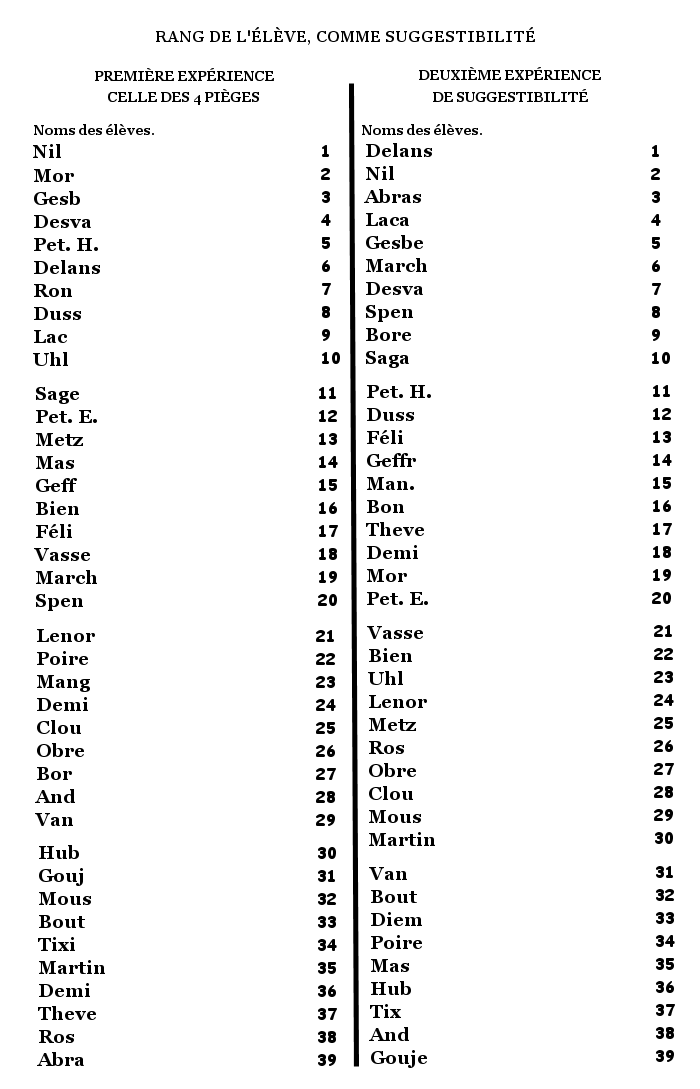 RANG DE L'ÉLÈVE, COMME SUGGESTIBILITÉ
PREMIÈRE EXPÉRIENCE
CELLE DES 4 PIÈGES
Noms des élèves.
Nil 1
Mor 2
Gesb 3
Desva 4
Pet. H. 5
Delans 6
Ron 7
Duss 8
Lac 9
Uhl 10
Sage 11
Pet. E. 12
Metz 13
Mas 14
Geff 15
Bien 16
Féli 17
Vasse 18
March 19
Spen 20
Lenor 21
Poire 22
Mang 23
Demi 24
Clou 25
Obre 26
Bor 27
And 28
Van 29
Hub 30
Gouj 31
Mous 32
Bout 33
Tixi 34
Martin 35
Demi 36
Theve 37
Ros 38
Abra 39
DEUXIÈME EXPÉRIENCE
DE SUGGESTIBILITÉ
Noms des élèves.
Delans 1
Nil 2
Abras 3
Laca 4
Gesbe 5
March 6
Desva 7
Spen 8
Bore 9
Saga 10
Pet. H. 11
Duss 12
Féli 13
Geffr 14
Man. 15
Bon 16
Theve 17
Demi 18
Mor 19
Pet. E. 20
Vasse 21
Bien 22
Uhl 23
Lenor 24
Metz 25
Ros 26
Obre 27
Clou 28
Mous 29
Martin 30
Van 31
Bout 32
Diem 33
Poire 34
Mas 35
Hub 36
Tix 37
And 38
Gouje 39